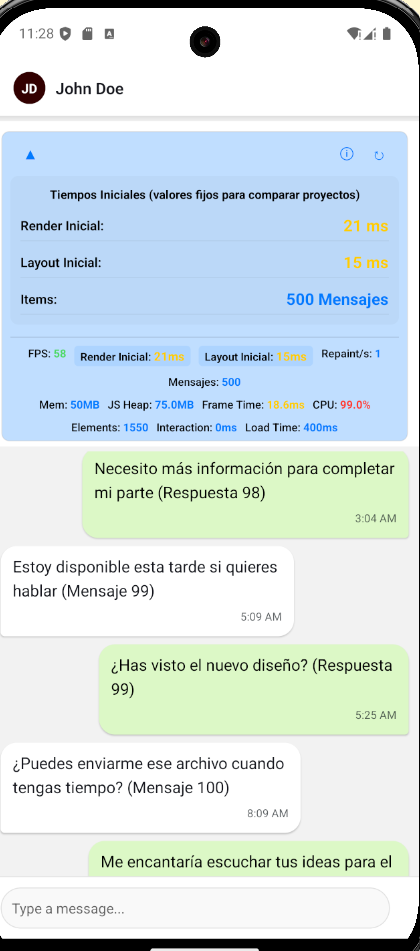 11:28
JD John Doe
▲ ⓘ ↻
Tiempos Iniciales (valores fijos para comparar proyectos)
Render Inicial: 21 ms
Layout Inicial: 15 ms
Items: 500 Mensajes
FPS: 58 Render Inicial: 21ms Layout Inicial: 15ms Repaint/s: 1
Mensajes: 500
Mem: 50MB JS Heap: 75.0MB Frame Time: 18.6ms CPU: 99.0%
Elements: 1550 Interaction: 0ms Load Time: 400ms
Necesito más información para completar
mi parte (Respuesta 98)
3:04 AM
Estoy disponible esta tarde si quieres
hablar (Mensaje 99)
5:09 AM
¿Has visto el nuevo diseño? (Respuesta
99)
5:25 AM
¿Puedes enviarme ese archivo cuando
tengas tiempo? (Mensaje 100)
8:09 AM
Me encantaría escuchar tus ideas para el
Type a message...